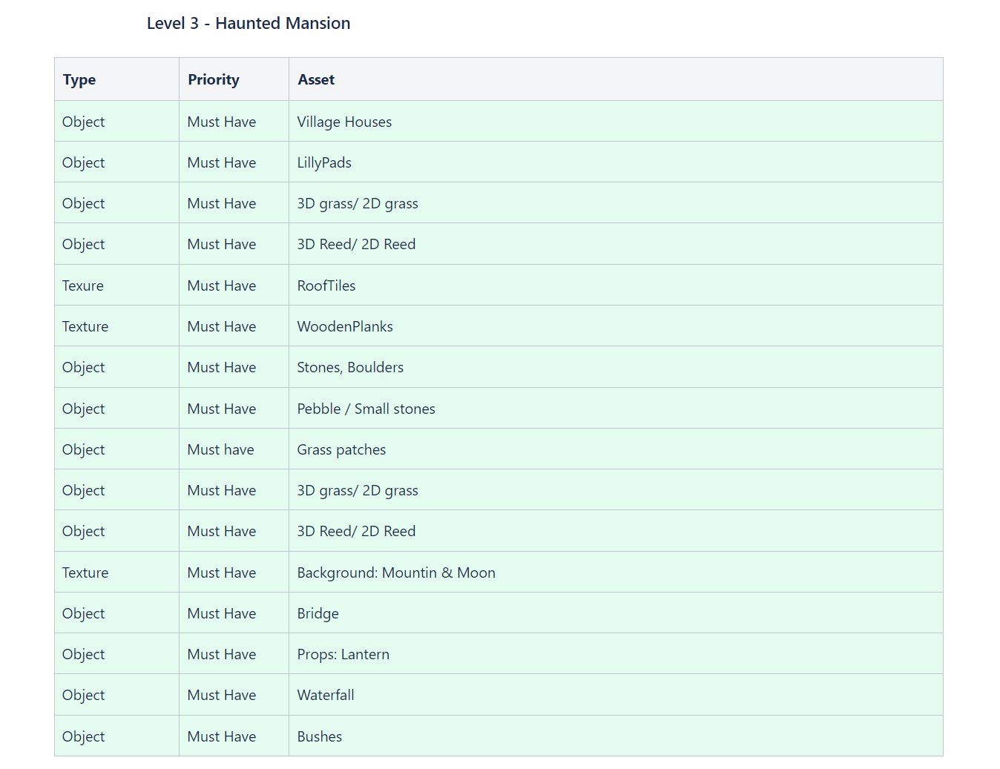 Level 3 - Haunted Mansion
Type Priority Asset
Object Must Have Village Houses
Object Must Have LillyPads
Object Must Have 3D grass/ 2D grass
Object Must Have 3D Reed/ 2D Reed
Texure Must Have RoofTiles
Texture Must Have WoodenPlanks
Object Must Have Stones, Boulders
Object Must Have Pebble / Small stones
Object Must have Grass patches
Object Must Have 3D grass/ 2D grass
Object Must Have 3D Reed/ 2D Reed
Texture Must Have Background: Mountin & Moon
Object Must Have Bridge
Object Must Have Props: Lantern
Object Must Have Waterfall
Object Must Have Bushes